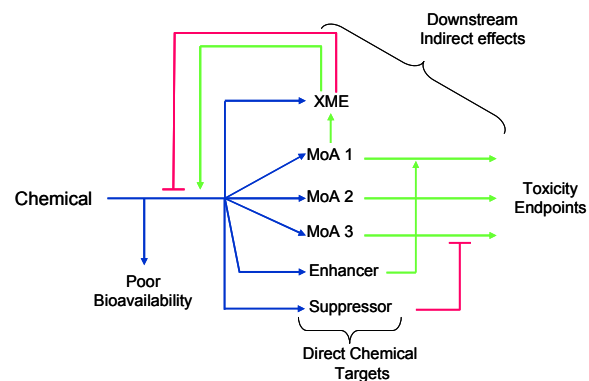 Downstream
Indirect effects
XME
MoA 1
Chemical
MoA 2
Toxicity
Endpoints
MoA 3
Poor
Bioavailability
Enhancer
Suppressor
Direct Chemical
Targets